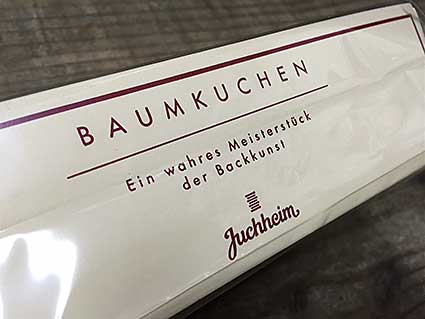 BAUMKUCHEN
Ein wahres Meisterstück
der Backkunst
Juchheim